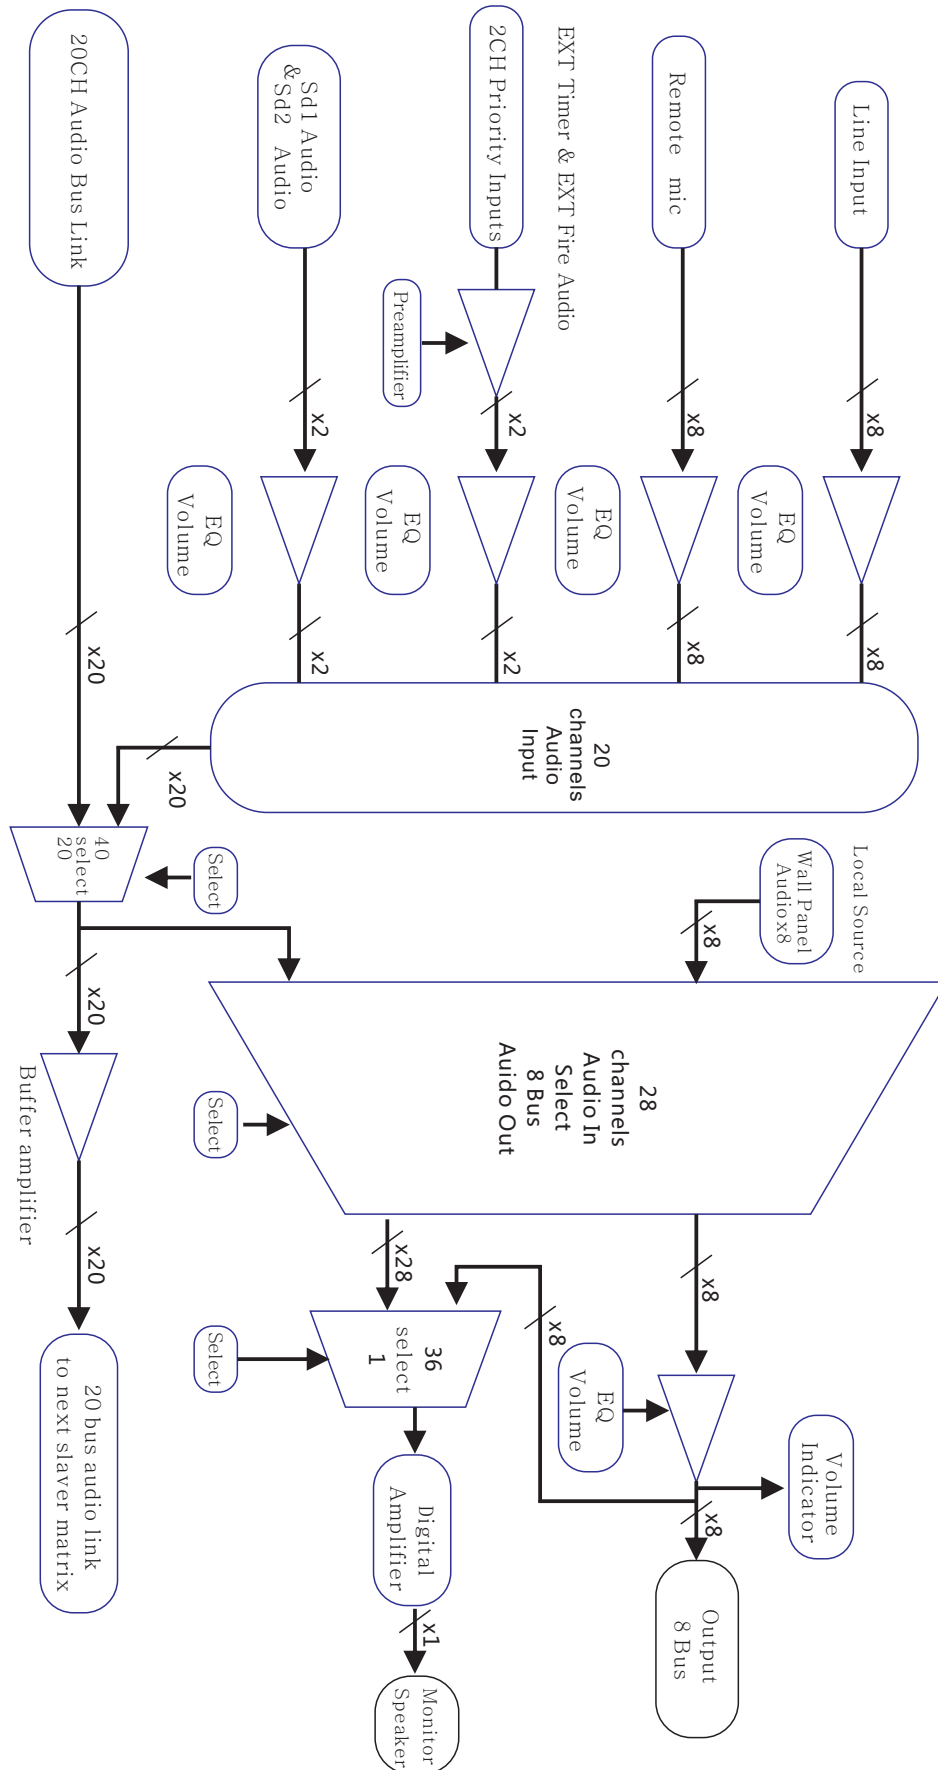 Line Input
x8
EQ
Volume
x8
Remote mic
x8
EQ
Volume
x8
EXT Timer & EXT Fire Audio
2CH Priority Inputs
Preamplifier
x2
EQ
Volume
x2
Sd1 Audio
&Sd2 Audio
x2
EQ
Volume
x2
20CH Audio Bus Link
x20
20
channels
Audio
Input
x20
40
select
20
Select
Local Source
Wall Panel
Audiox8
x8
28
channels
Audio In
Select
8 Bus
Auido Out
Select
x20
Buffer amplifier
x20
20 bus audio link
to next slaver matrix
x8
x28
x8
36
select
1
Select
EQ
Volume
Volume
Indicator
x8
Output
8 Bus
Digital
Amplifier
x1
Monitor
Speaker